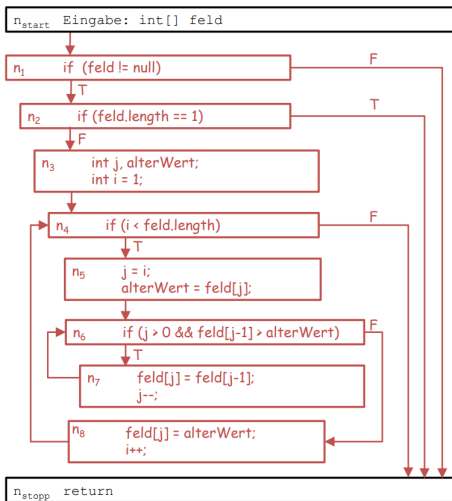 n_start Eingabe: int[] feld
n1 if (feld != null) F
T
n2 if (feld.length == 1) T
F
n3 int j, alterWert;
int i = 1;
n4 if (i < feld.length) F
T
n5 j = i;
alterWert = feld[j];
n6 if (j > 0 && feld[j-1] > alterWert) F
T
n7 feld[j] = feld[j-1];
j--;
n8 feld[j] = alterWert;
i++;
n_stopp return